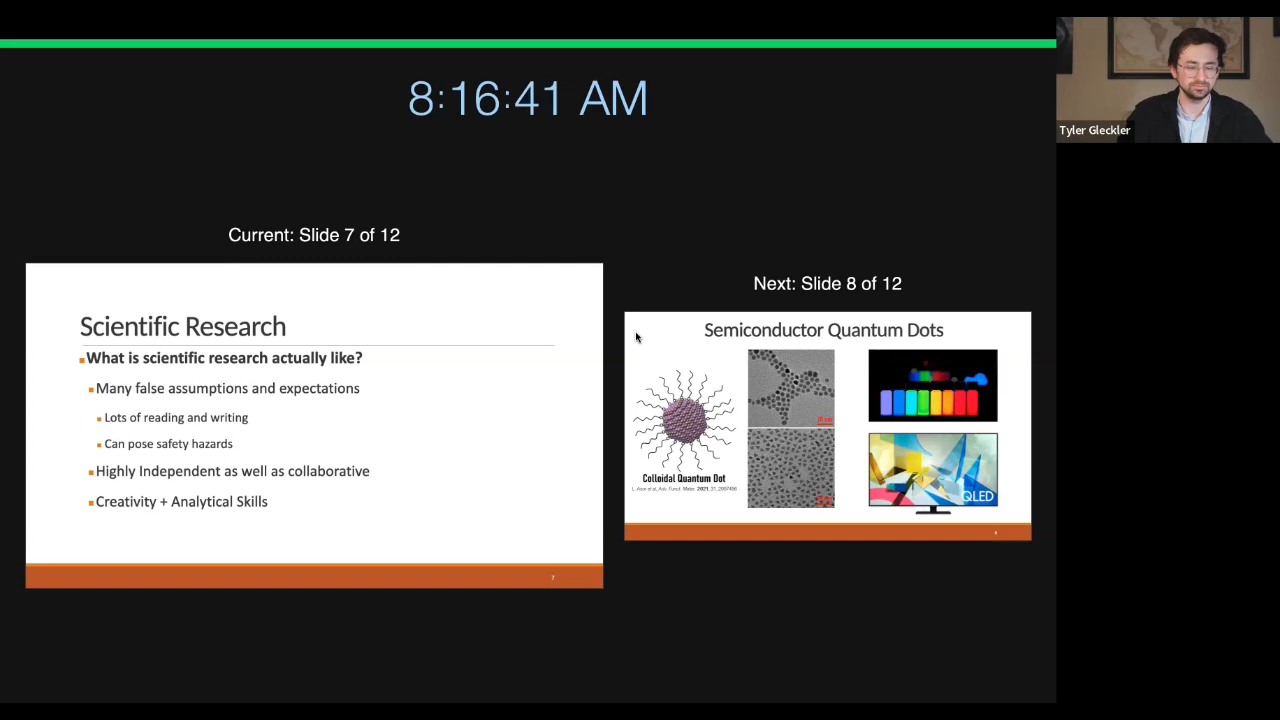 8:16:41 AM
Tyler Gleckler
Current: Slide 7 of 12
Scientific Research
What is scientific research actually like?
Many false assumptions and expectations
Lots of reading and writing
Can pose safety hazards
Highly Independent as well as collaborative
Creativity + Analytical Skills
7
Next: Slide 8 of 12
Semiconductor Quantum Dots
Colloidal Quantum Dot
QLED
8